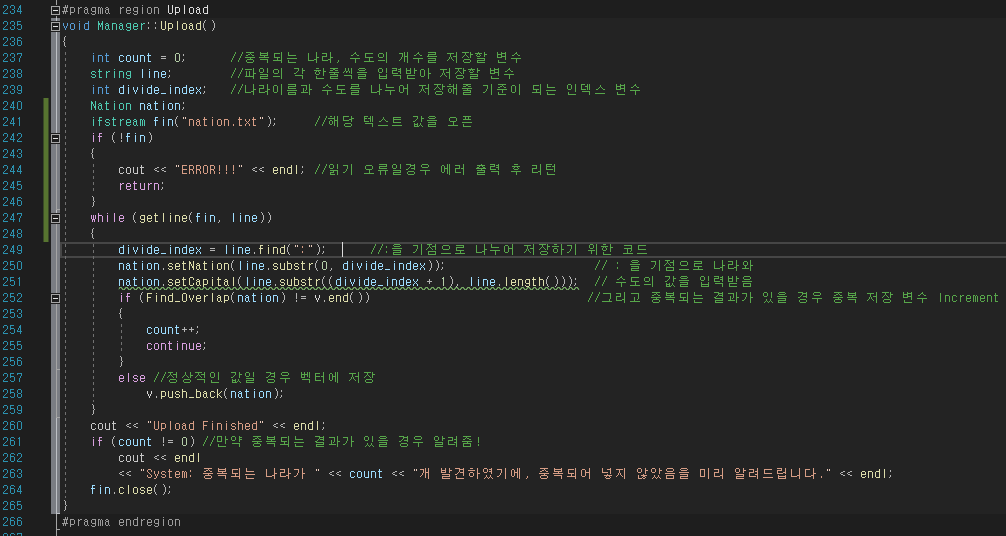 234 #pragma region Upload
235 void Manager::Upload()
236 {
237 int count = 0; //중복되는 나라, 수도의 개수를 저장할 변수
238 string line; //파일의 각 한줄씩을 입력받아 저장할 변수
239 int divide_index; //나라이름과 수도를 나누어 저장해줄 기준이 되는 인덱스 변수
240 Nation nation;
241 ifstream fin("nation.txt"); //해당 텍스트 값을 오픈
242 if (!fin)
243 {
244 cout << "ERROR!!!" << endl; //읽기 오류일경우 에러 출력 후 리턴
245 return;
246 }
247 while (getline(fin, line))
248 {
249 divide_index = line.find(":"); //:을 기점으로 나누어 저장하기 위한 코드
250 nation.setNation(line.substr(0, divide_index)); // : 을 기점으로 나라와
251 nation.setCapital(line.substr((divide_index + 1), line.length())); // 수도의 값을 입력받음
252 if (Find_Overlap(nation) != v.end()) //그리고 중복되는 결과가 있을 경우 중복 저장 변수 Increment
253 {
254 count++;
255 continue;
256 }
257 else //정상적인 값일 경우 벡터에 저장
258 v.push_back(nation);
259 }
260 cout << "Upload Finished" << endl;
261 if (count != 0) //만약 중복되는 결과가 있을 경우 알려줌!
262 cout << endl
263 << "System: 중복되는 나라가 " << count << "개 발견하였기에, 중복되어 넣지 않았음을 미리 알려드립니다." << endl;
264 fin.close();
265 }
266 #pragma endregion